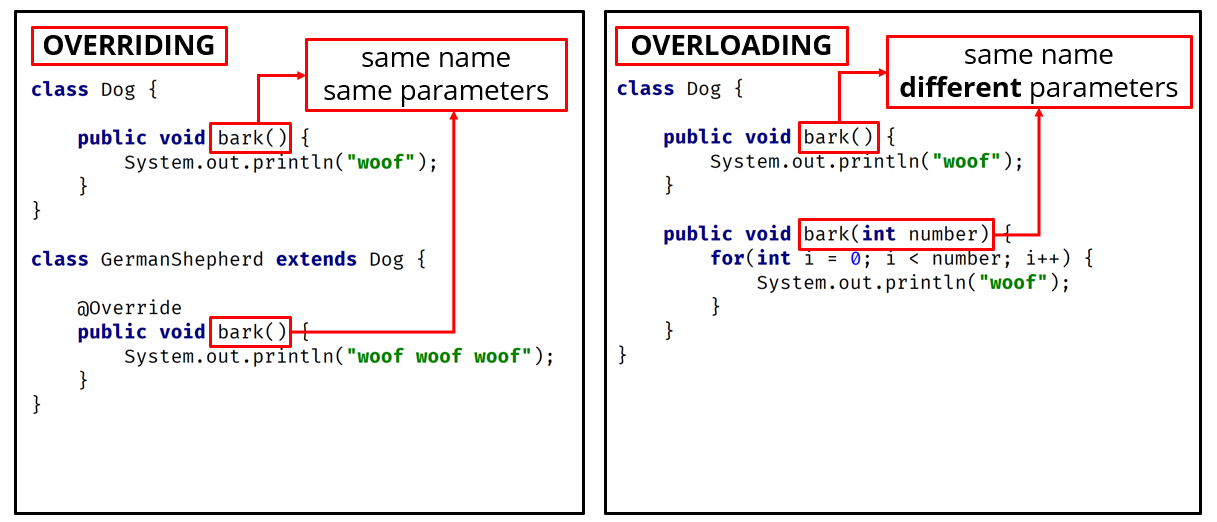 OVERRIDING
same name
same parameters
class Dog {
public void bark() {
System.out.println("woof");
}
}
class GermanShepherd extends Dog {
@Override
public void bark() {
System.out.println("woof woof woof");
}
}
OVERLOADING
same name
different parameters
class Dog {
public void bark() {
System.out.println("woof");
}
public void bark(int number) {
for(int i = 0; i < number; i++) {
System.out.println("woof");
}
}
}